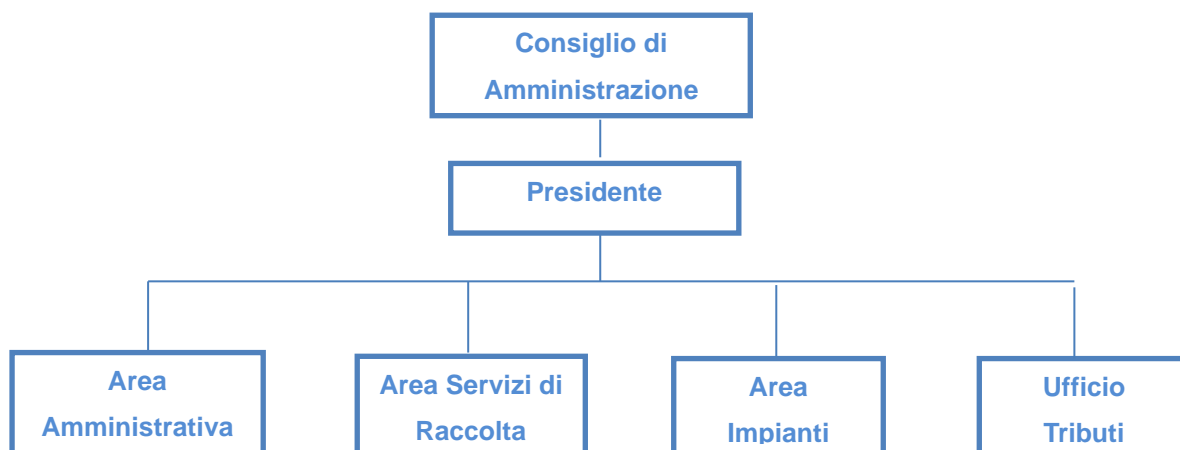 Consiglio di
Amministrazione
Presidente
Area
Amministrativa
Area Servizi di
Raccolta
Area
Impianti
Ufficio
Tributi